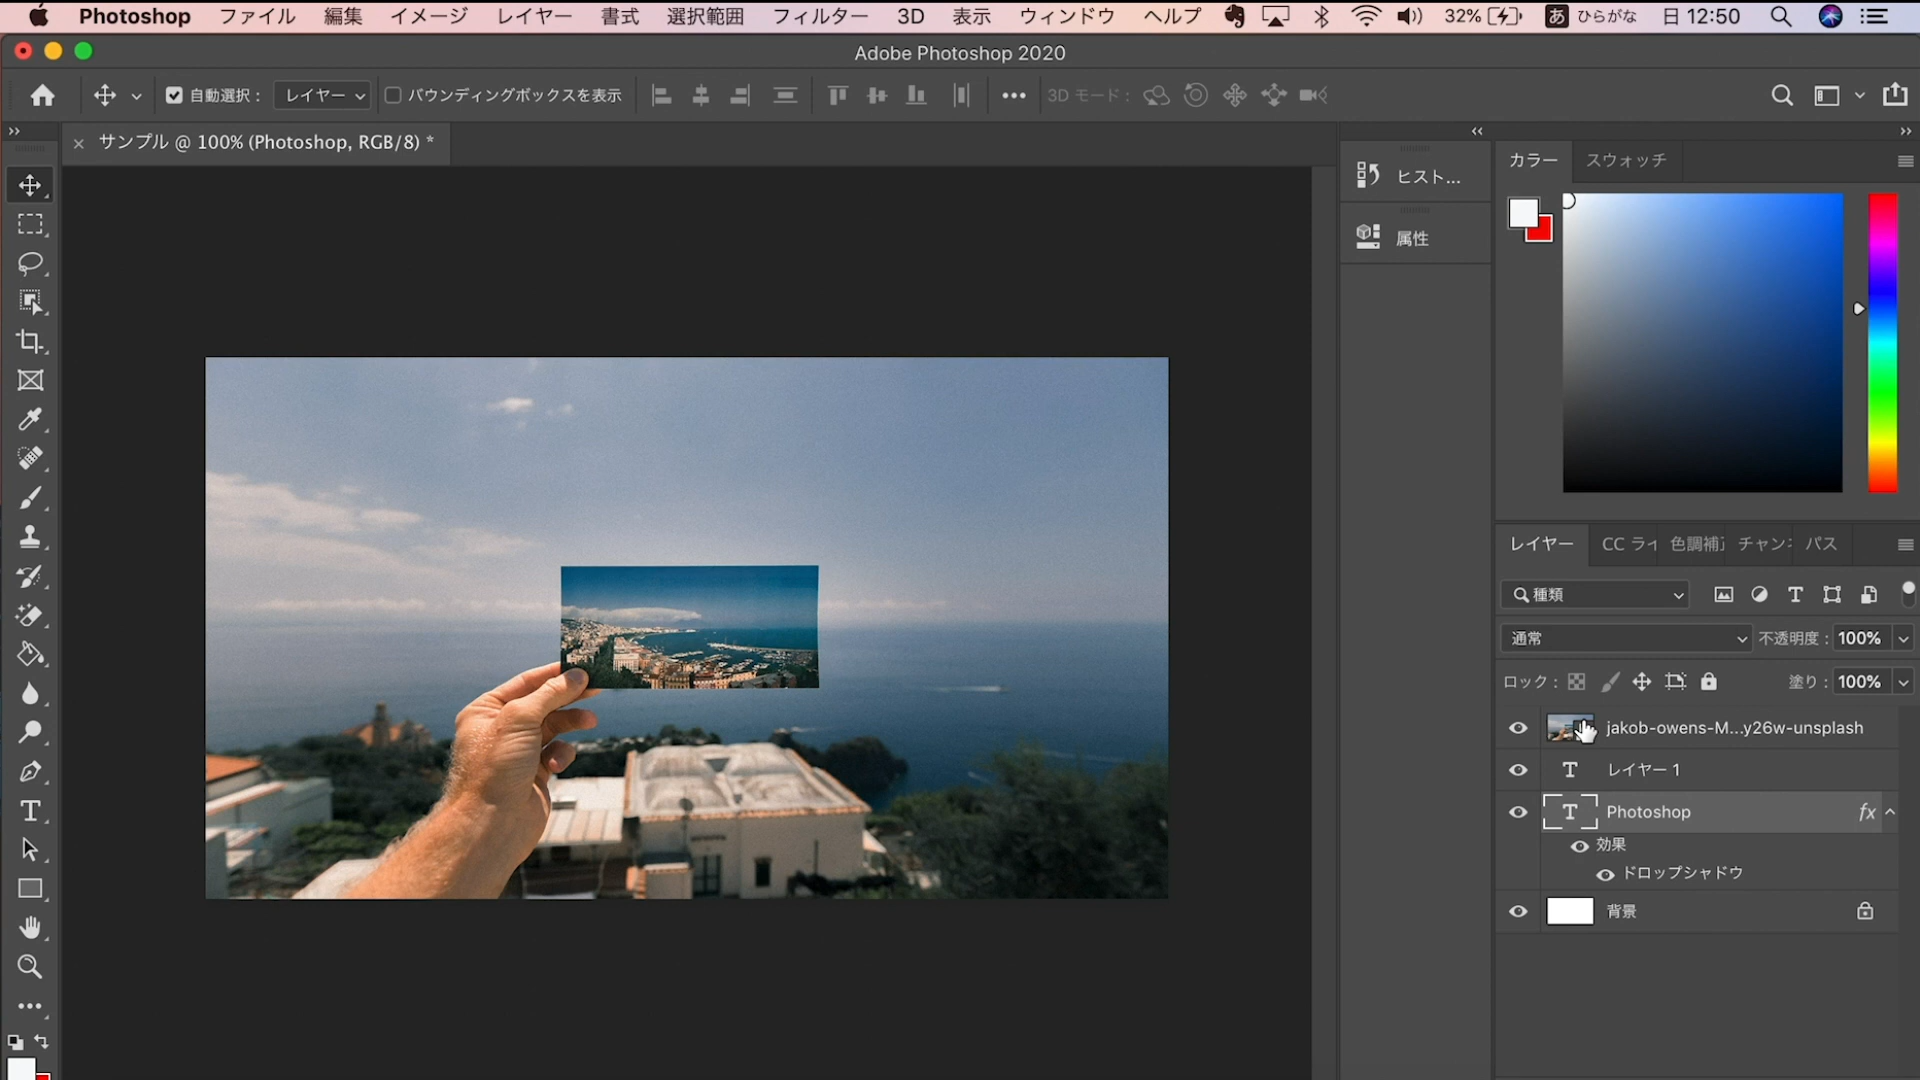 Photoshop ファイル 編集 イメージ レイヤー 書式 選択範囲 フィルター 3D 表示 ウィンドウ ヘルプ 32% あ ひらがな 日 12:50
Adobe Photoshop 2020
自動選択： レイヤー バウンディングボックスを表示 3D モード：
サンプル @ 100% (Photoshop, RGB/8) *
カラー スウォッチ
ヒスト...
属性
レイヤー CC ライ 色調補正 チャンネ パス
種類
通常 不透明度： 100%
ロック： 塗り： 100%
jakob-owens-M...y26w-unsplash
T レイヤー 1
T Photoshop fx
効果
ドロップシャドウ
背景